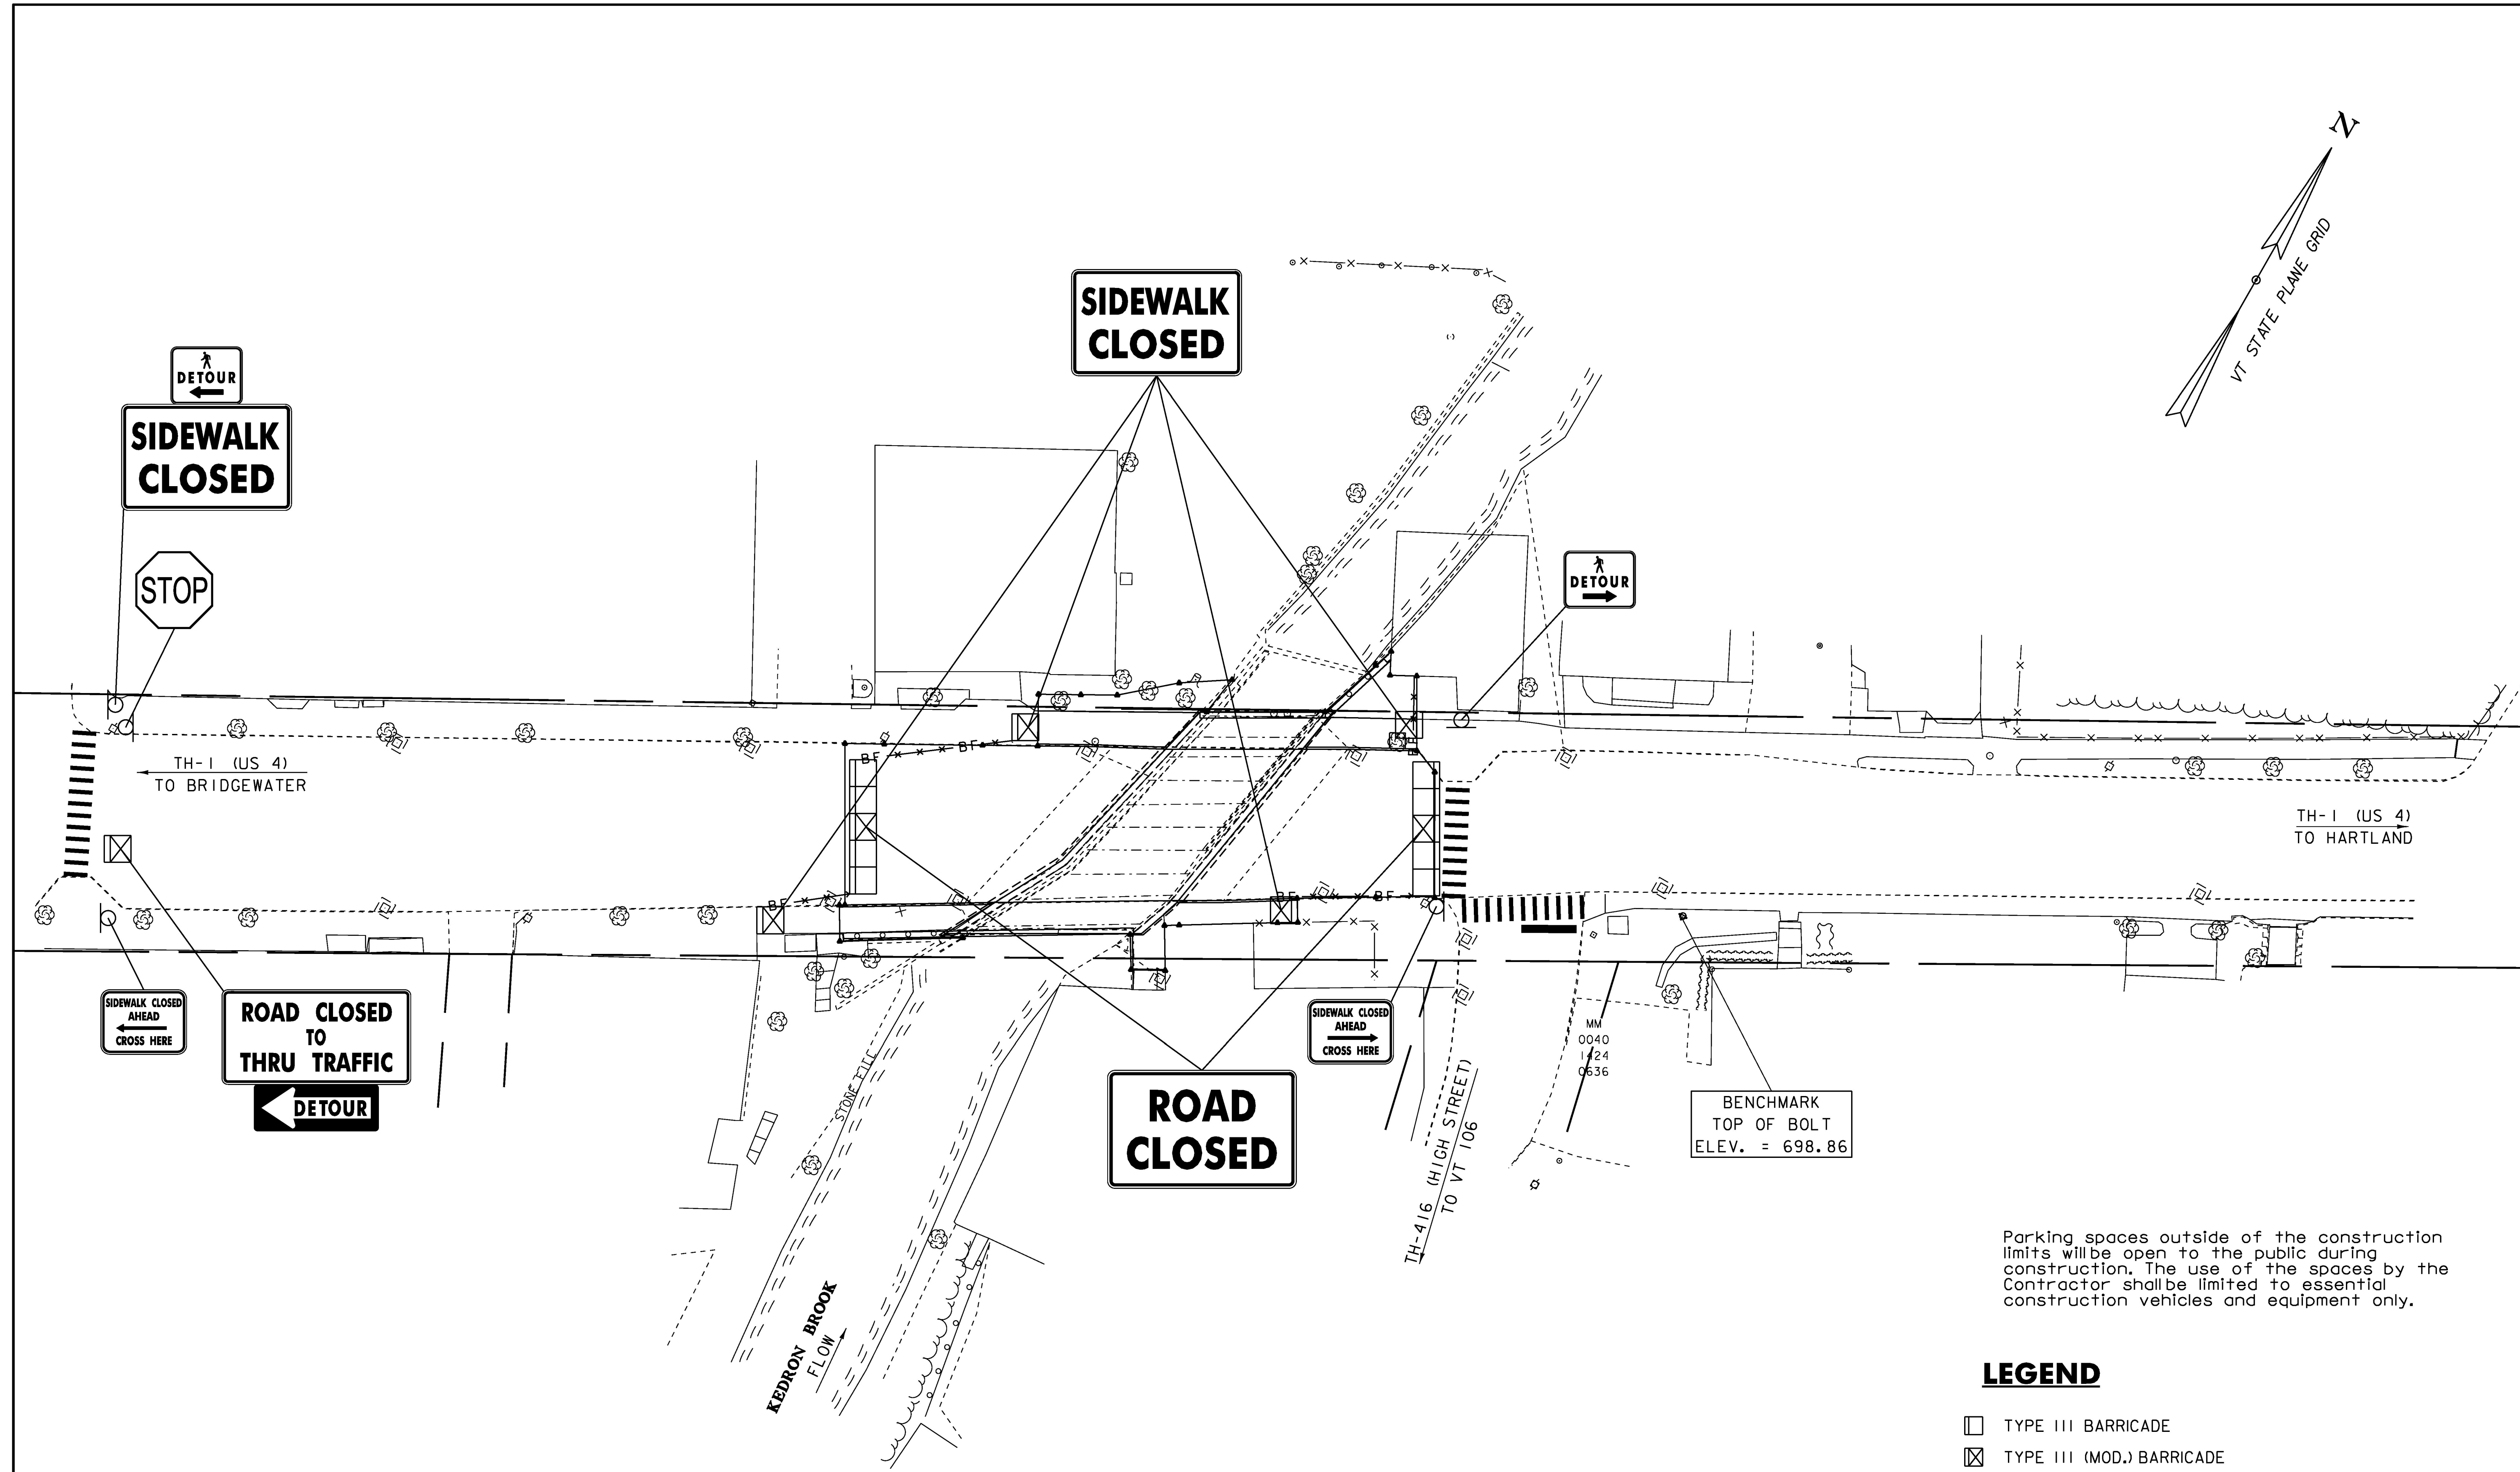 N
VT STATE PLANE GRID
SIDEWALK
CLOSED
DETOUR
SIDEWALK
CLOSED
STOP
DETOUR
TH-1 (US 4)
TO BRIDGEWATER
BF
BF
TH-1 (US 4)
TO HARTLAND
BF
BF
BF
SIDEWALK CLOSED
AHEAD
CROSS HERE
ROAD CLOSED
TO
THRU TRAFFIC
DETOUR
STONE FILL
ROAD
CLOSED
SIDEWALK CLOSED
AHEAD
CROSS HERE
TH-416 (HIGH STREET)
TO VT 106
MM
0040
1424
0636
BENCHMARK
TOP OF BOLT
ELEV. = 698.86
KEDRON BROOK
FLOW
Parking spaces outside of the construction
limits will be open to the public during
construction. The use of the spaces by the
Contractor shall be limited to essential
construction vehicles and equipment only.
LEGEND
TYPE III BARRICADE
TYPE III (MOD.) BARRICADE